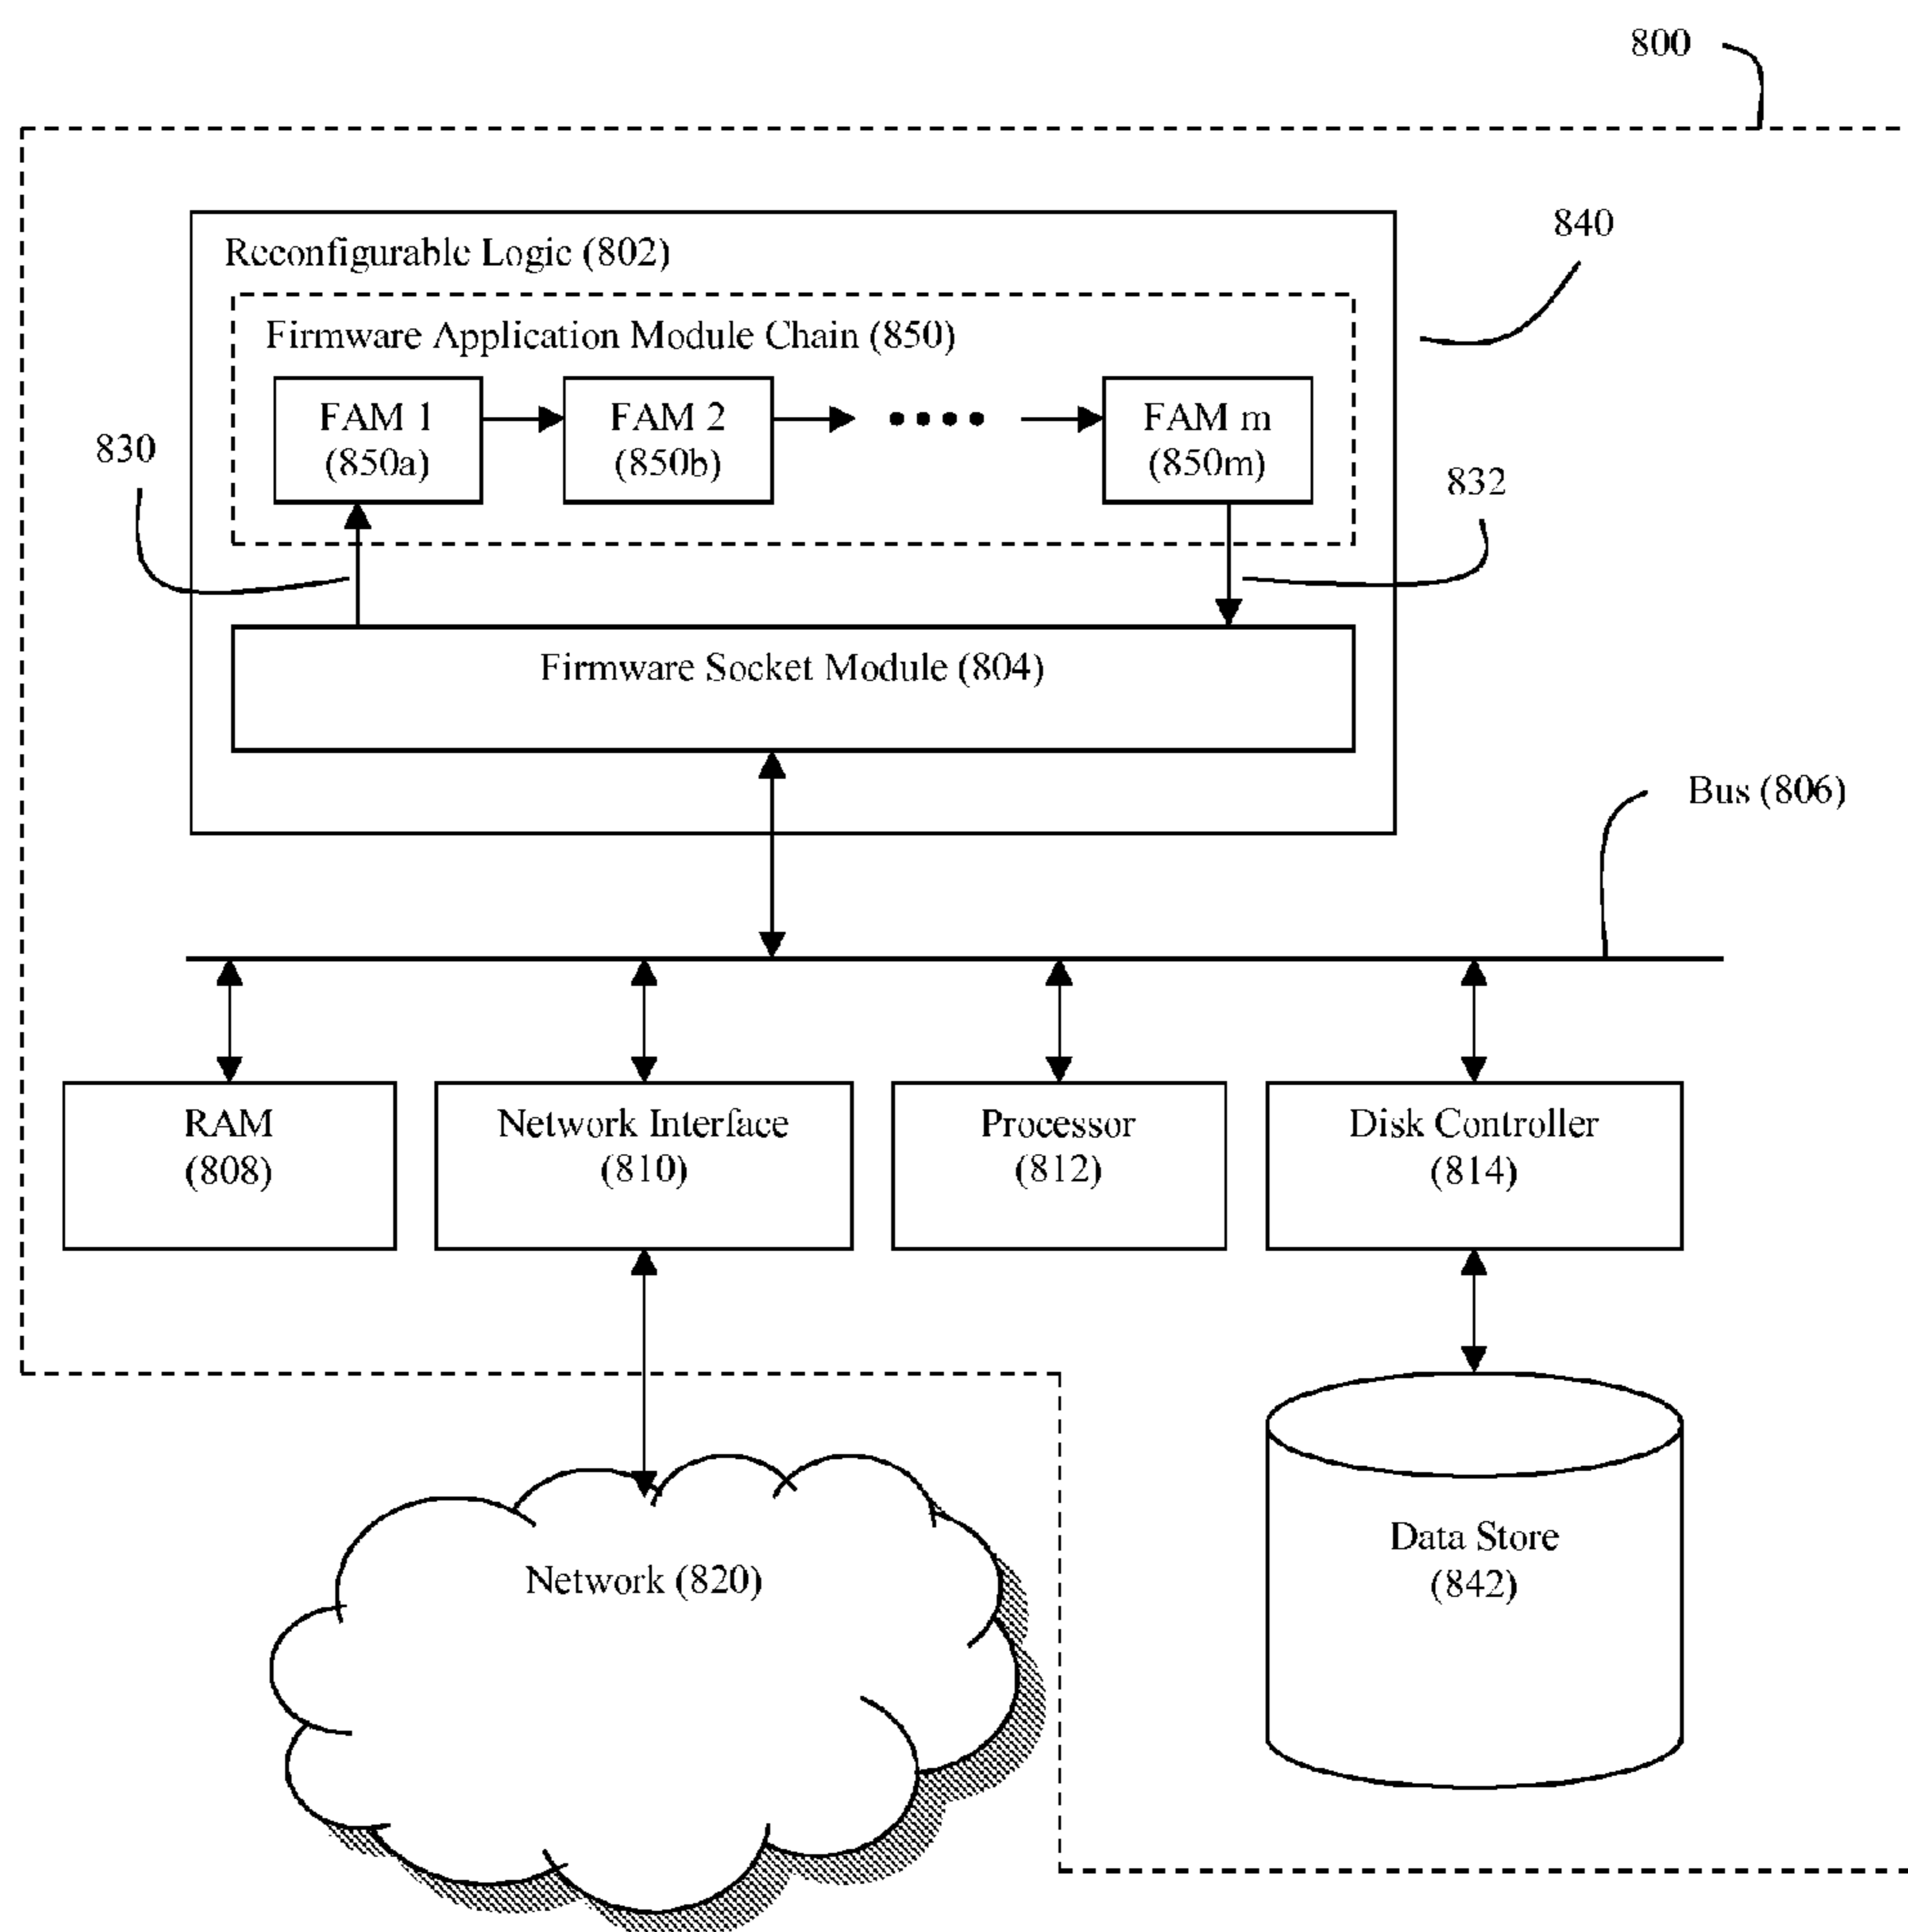 800
840
Reconfigurable Logic (802)
Firmware Application Module Chain (850)
FAM 1
(850a)
FAM 2
(850b)
FAM m
(850m)
830
832
Firmware Socket Module (804)
Bus (806)
RAM
(808)
Network Interface
(810)
Processor
(812)
Disk Controller
(814)
Network (820)
Data Store
(842)